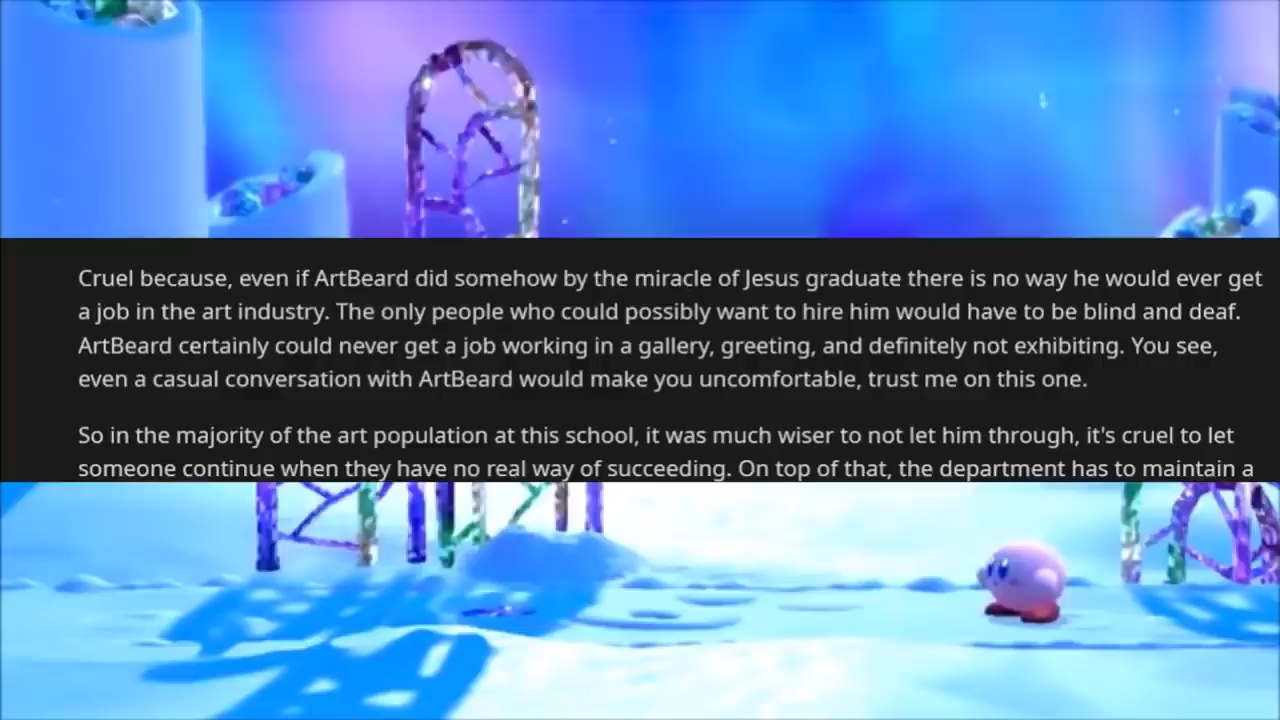 Cruel because, even if ArtBeard did somehow by the miracle of Jesus graduate there is no way he would ever get
a job in the art industry. The only people who could possibly want to hire him would have to be blind and deaf.
ArtBeard certainly could never get a job working in a gallery, greeting, and definitely not exhibiting. You see,
even a casual conversation with ArtBeard would make you uncomfortable, trust me on this one.
So in the majority of the art population at this school, it was much wiser to not let him through, it's cruel to let
someone continue when they have no real way of succeeding. On top of that, the department has to maintain a